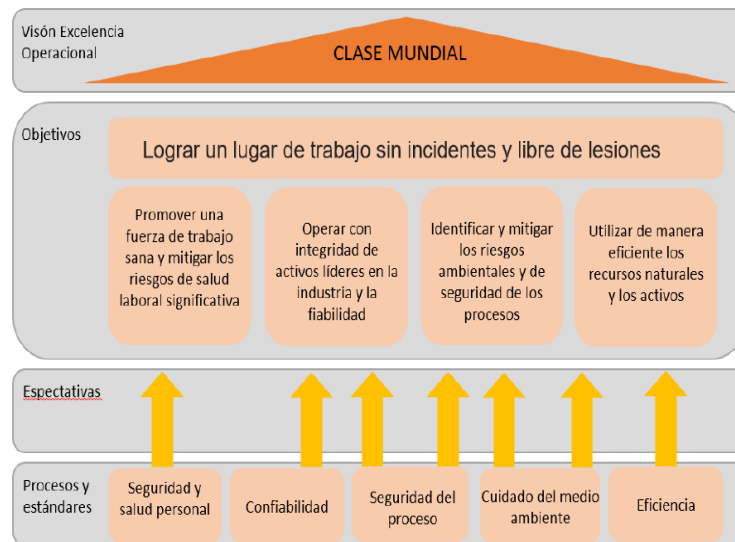 Visón Excelencia
Operacional
CLASE MUNDIAL
Objetivos
Lograr un lugar de trabajo sin incidentes y libre de lesiones
Promover una
fuerza de trabajo
sana y mitigar los
riesgos de salud
laboral significativa
Operar con
integridad de
activos líderes en la
industria y la
fiabilidad
Identificar y mitigar
los riesgos
ambientales y de
seguridad de los
procesos
Utilizar de manera
eficiente los
recursos naturales
y los activos
Espectativas
Procesos y
estándares
Seguridad y
salud personal
Confiabilidad
Seguridad del
proceso
Cuidado del medio
ambiente
Eficiencia